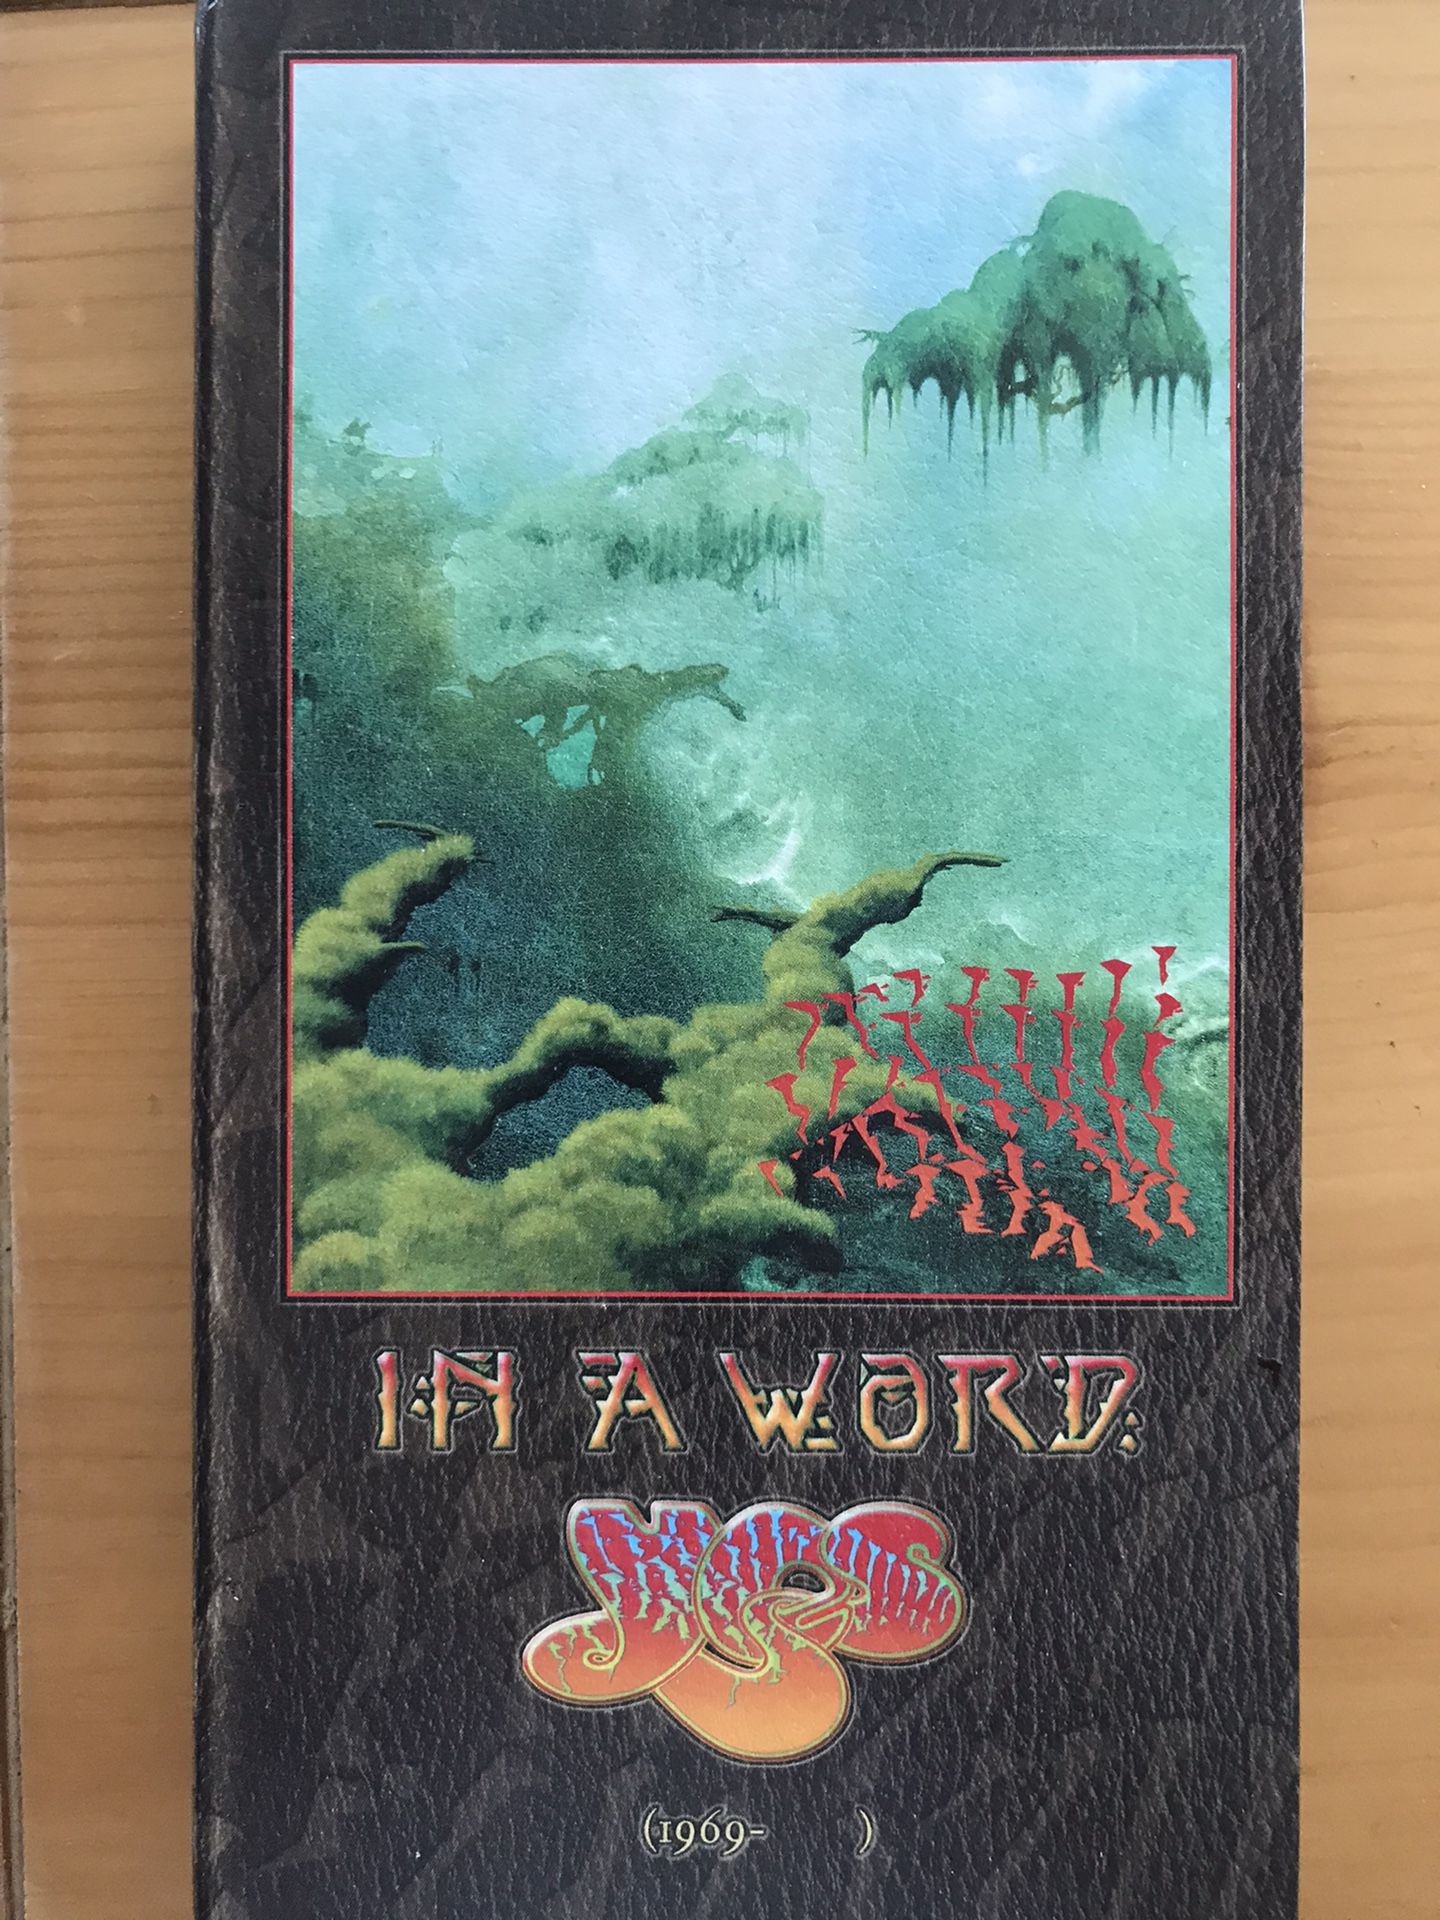 IN A WORD:
YES
(1969- )